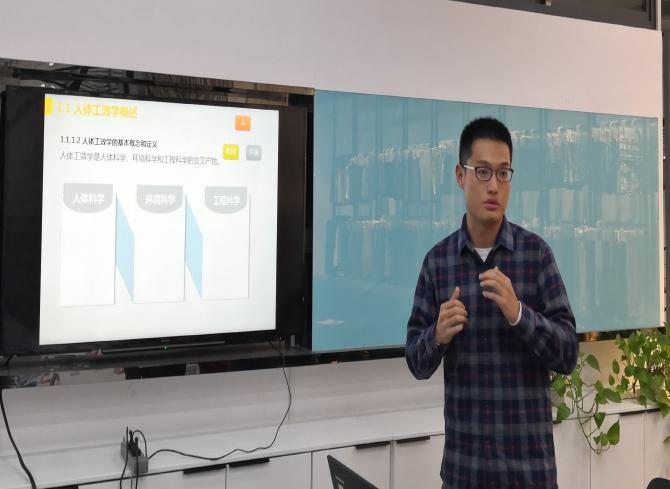 1.1 人体工效学概述
人
1.1.1.2 人体工效学的基本概念和定义
人体工效学是人体科学、环境科学和工程科学的交叉产物。
人体科学 环境科学 工程科学